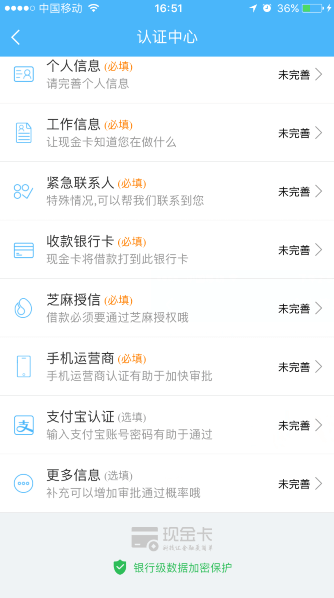 中国移动 16:51 36%
认证中心
个人信息 (必填) 未完善
请完善个人信息
工作信息 (必填) 未完善
让现金卡知道您在做什么
紧急联系人 (必填) 未完善
特殊情况,可以帮我们联系到您
收款银行卡 (必填) 未完善
现金卡将借款打到此银行卡
芝麻授信 (必填) 未完善
借款必须要通过芝麻授权哦
手机运营商 (必填) 未完善
手机运营商认证有助于加快审批
支付宝认证 (选填) 未完善
输入支付宝账号密码有助于通过
更多信息 (选填) 未完善
补充可以增加审批通过概率哦
现金卡
银行级数据加密保护